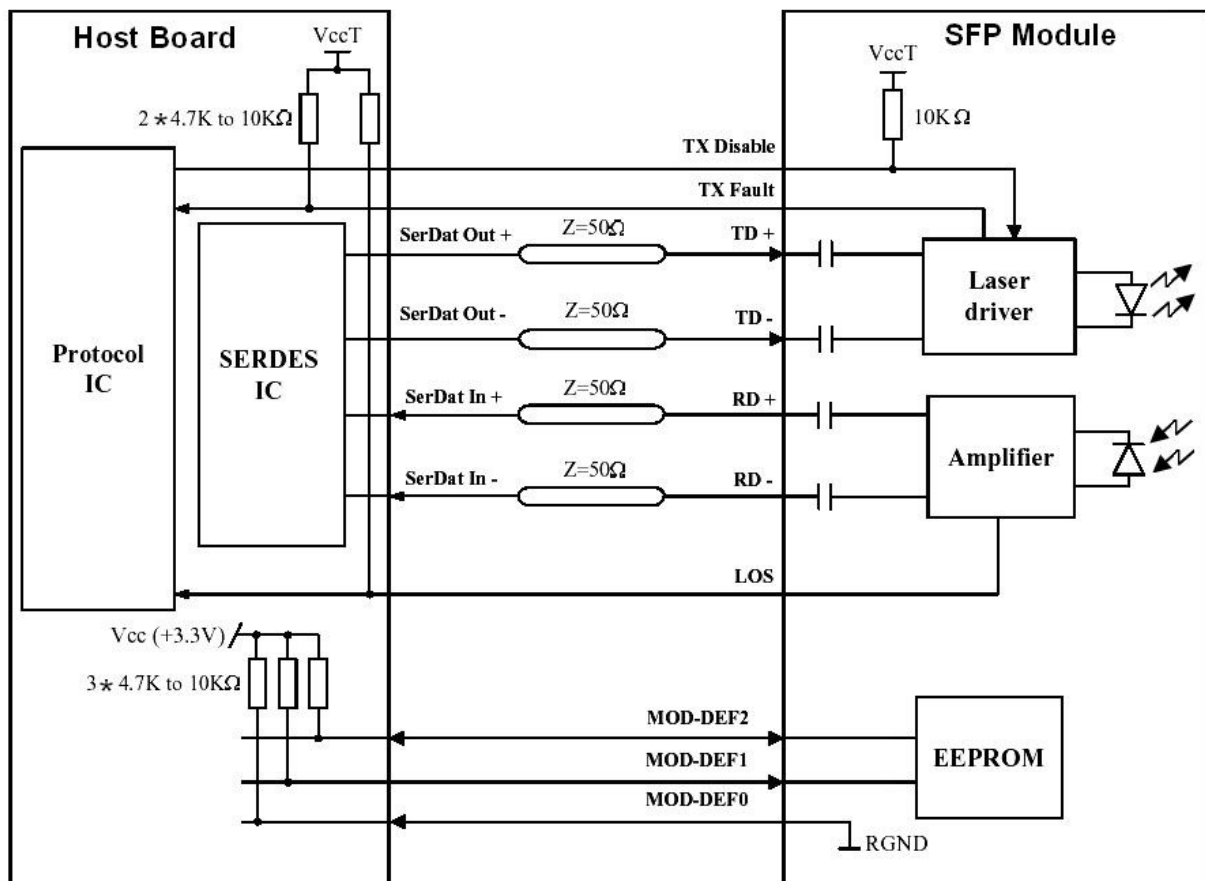 Host Board
SFP Module
VccT
VccT
2*4.7K to 10KΩ
10KΩ
TX Disable
TX Fault
SerDat Out +
Z=50Ω
TD +
Laser
driver
SerDat Out -
Z=50Ω
TD -
Protocol
IC
SERDES
IC
SerDat In +
Z=50Ω
RD +
Amplifier
SerDat In -
Z=50Ω
RD -
LOS
Vcc (+3.3V)
3*4.7K to 10KΩ
MOD-DEF2
MOD-DEF1
EEPROM
MOD-DEF0
RGND